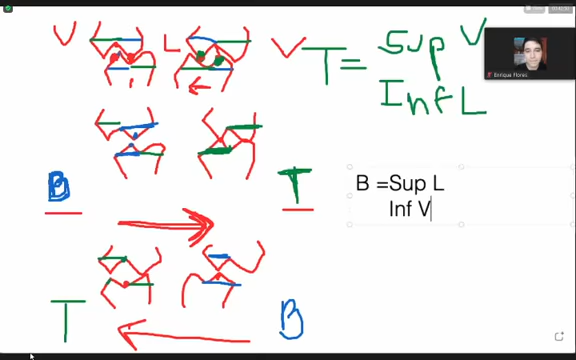 V L V T = Sup V
Inf L
B T
B =Sup L
Inf V
T B
Enrique Flores